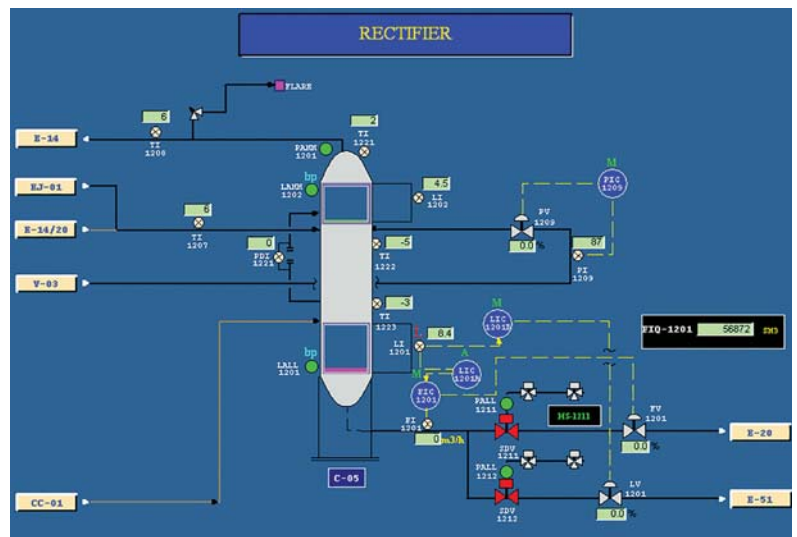 RECTIFIER
FLARE
6
2
E-14
TI
1208
PAHH
1201
TI
1221
bp
LAHH
1202
4.5
LI
1202
M
PIC
1209
EJ-01
6
E-14/20
TI
1207
PV
1209
0.0 %
87
PI
1209
0
PDI
1221
-5
TI
1222
V-03
-3
TI
1223
M
LIC
1201B
L
8.4
LI
1201
FIQ-1201 56872 SM3
bp
LALL
1201
A
LIC
1201A
M
FIC
1201
FI
1201
0 m3/h
PALL
1211
HS-1211
SDV
1211
FV
1201
0.0 %
E-20
PALL
1212
SDV
1212
LV
1201
0.0 %
E-51
C-05
CC-01